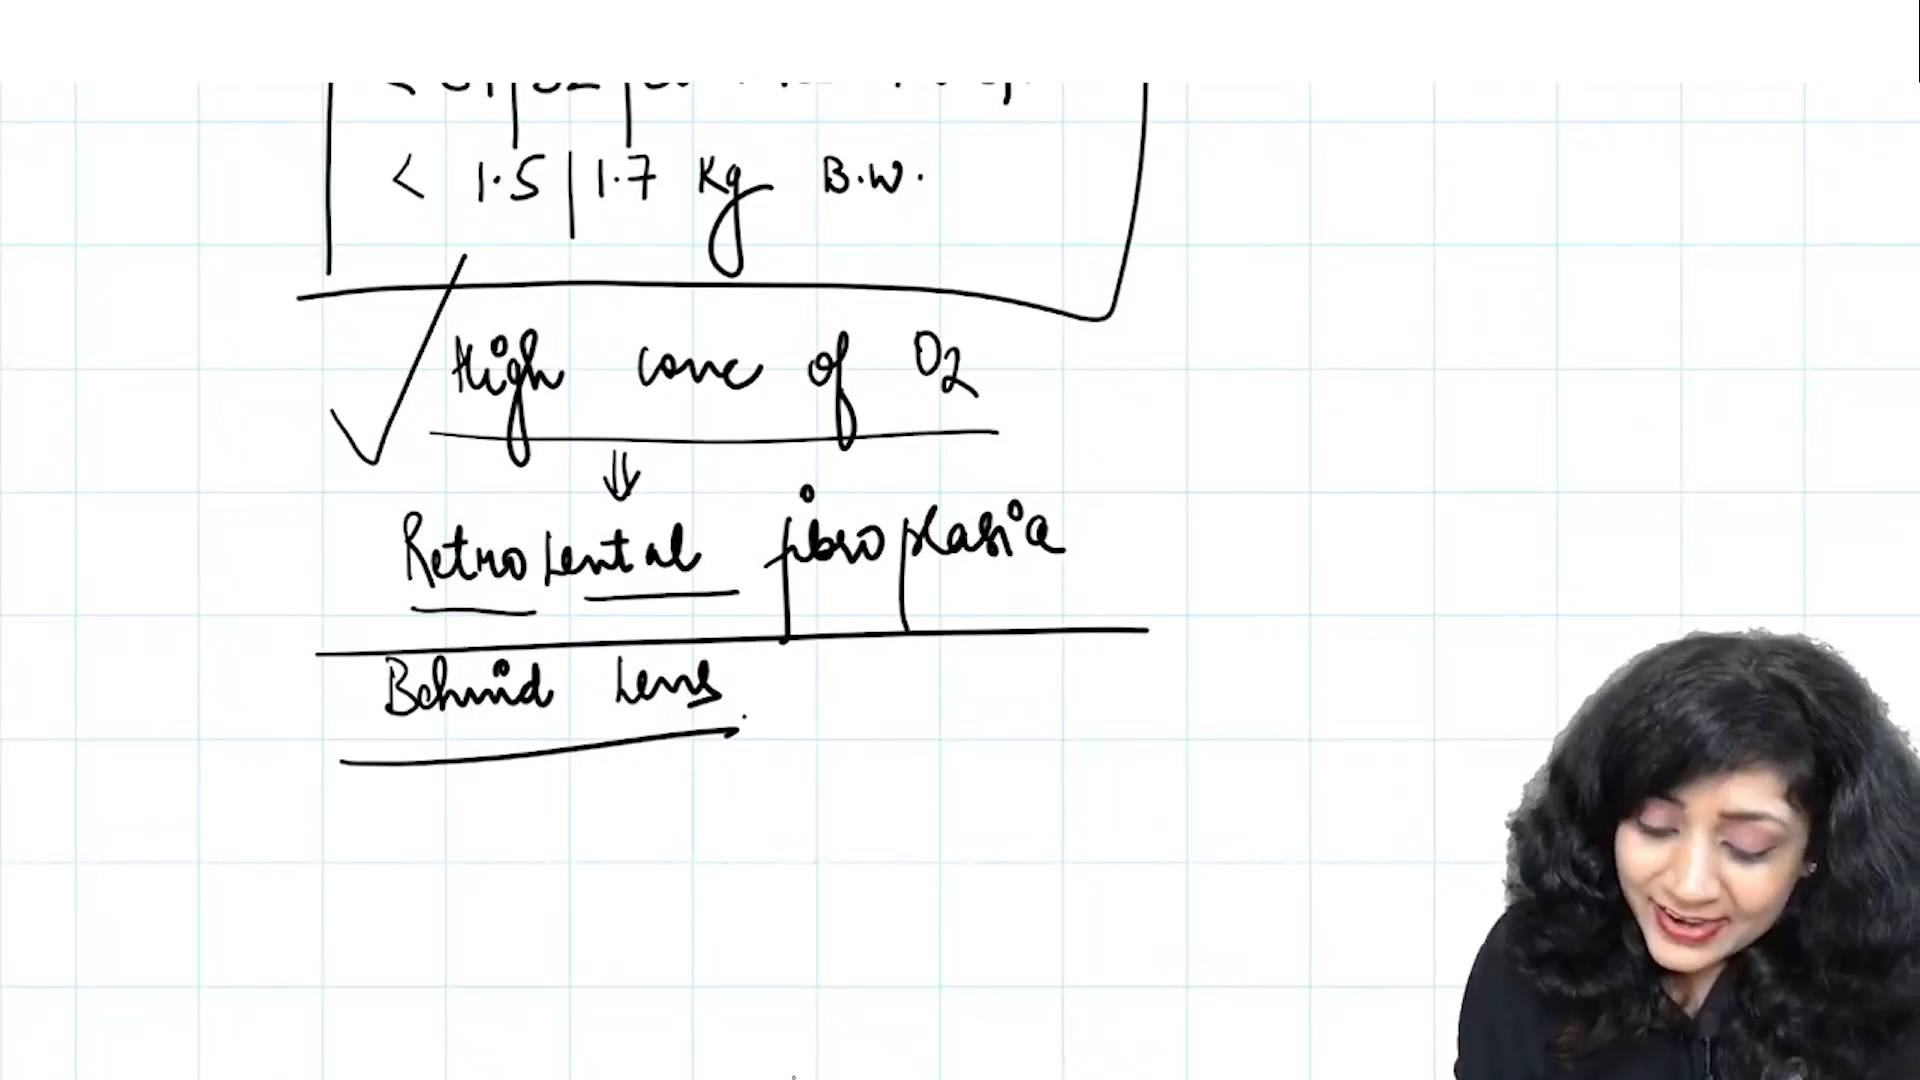 < 1.5 | 1.7 Kg B.W.
High conc of O2
⇓
Retrolental fibroplasia
Behind Lens